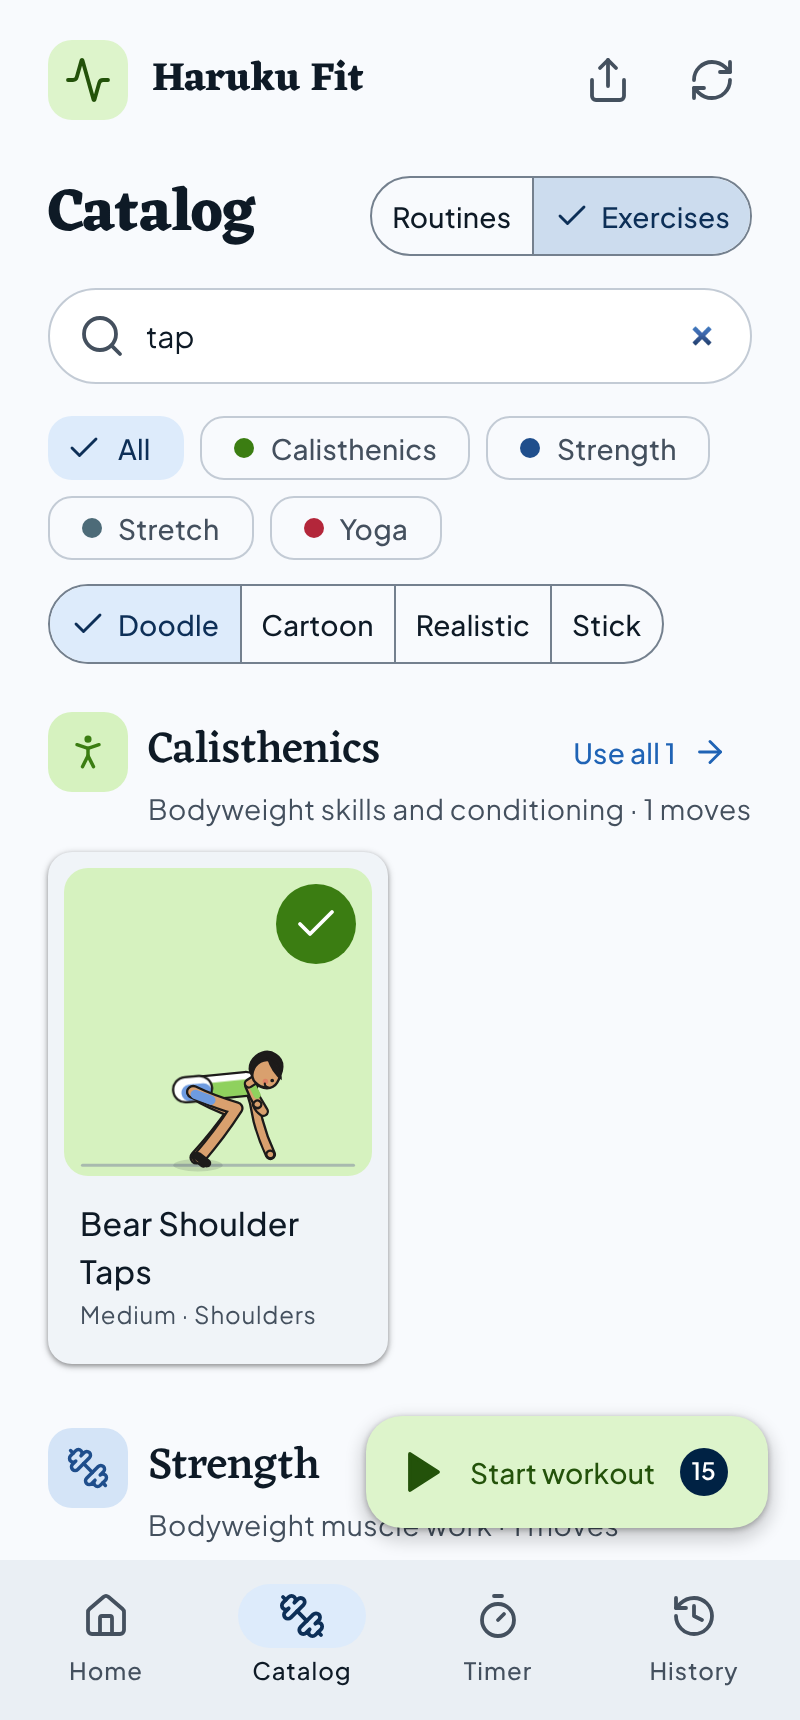 Haruku Fit
Catalog
Routines
Exercises
tap
All
Calisthenics
Strength
Stretch
Yoga
Doodle
Cartoon
Realistic
Stick
Calisthenics
Use all 1
Bodyweight skills and conditioning · 1 moves
Bear Shoulder
Taps
Medium · Shoulders
Strength
Start workout
15
Bodyweight muscle work · 1 moves
Home
Catalog
Timer
History